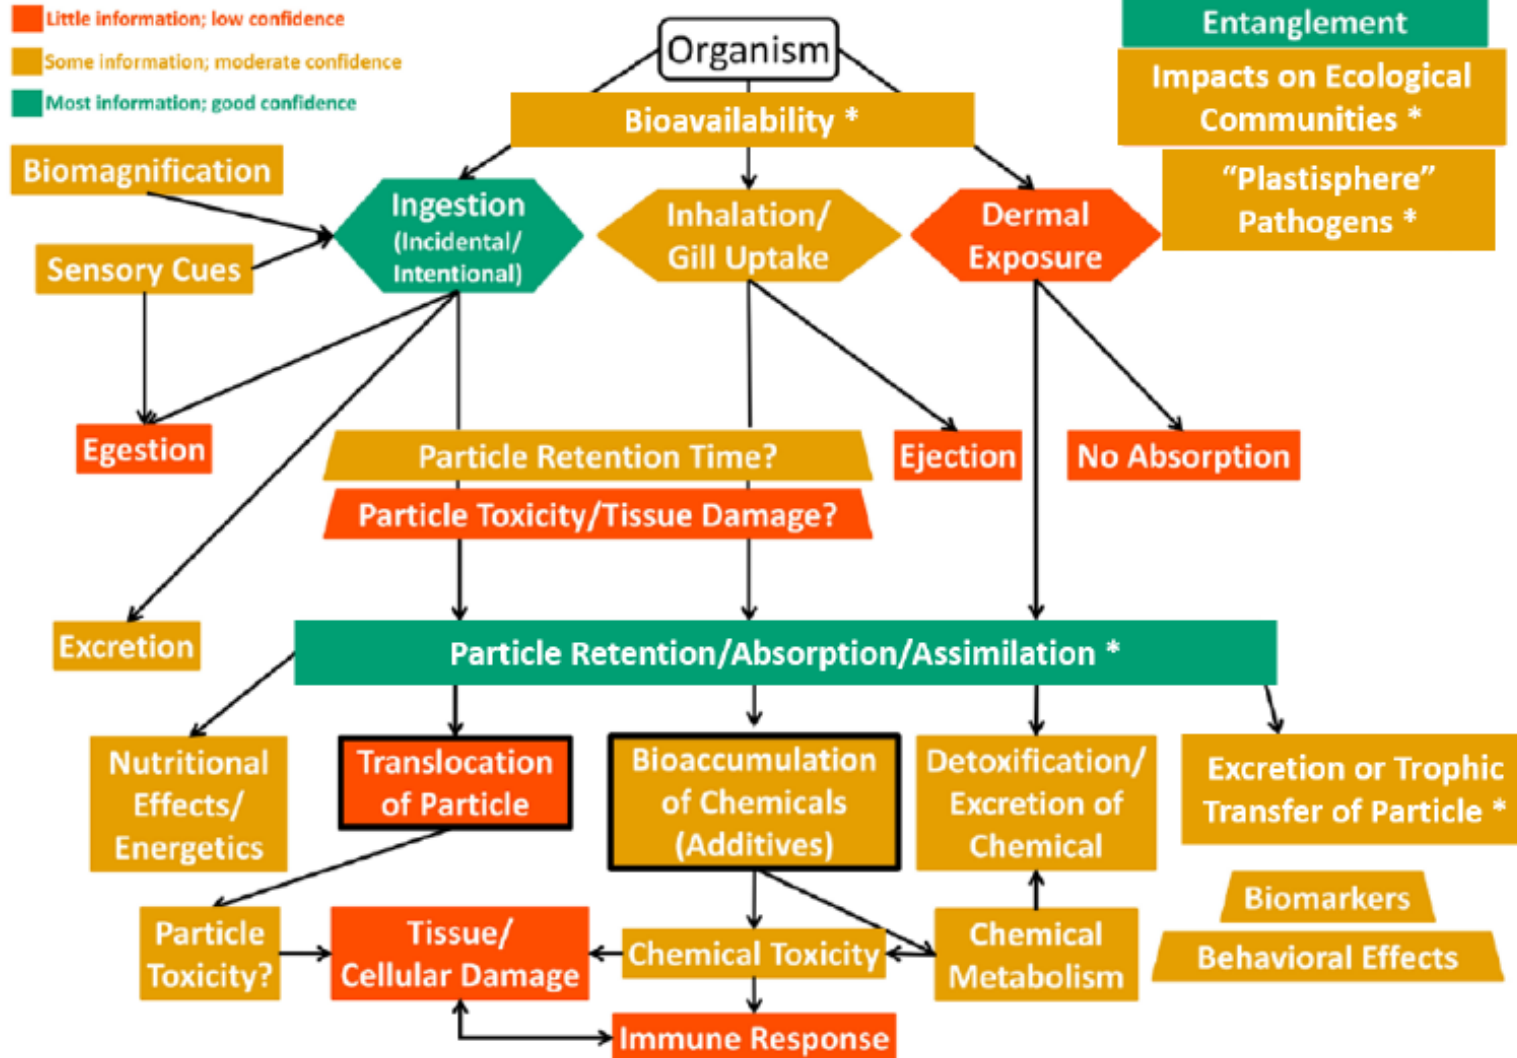 Little information; low confidence
Some information; moderate confidence
Most information; good confidence
Organism
Entanglement
Impacts on Ecological
Communities *
"Plastisphere"
Pathogens *
Bioavailability *
Biomagnification
Sensory Cues
Ingestion
(Incidental/
Intentional)
Inhalation/
Gill Uptake
Dermal
Exposure
Egestion
Particle Retention Time?
Ejection
No Absorption
Particle Toxicity/Tissue Damage?
Excretion
Particle Retention/Absorption/Assimilation *
Nutritional
Effects/
Energetics
Translocation
of Particle
Bioaccumulation
of Chemicals
(Additives)
Detoxification/
Excretion of
Chemical
Excretion or Trophic
Transfer of Particle *
Biomarkers
Behavioral Effects
Particle
Toxicity?
Tissue/
Cellular Damage
Chemical Toxicity
Chemical
Metabolism
Immune Response